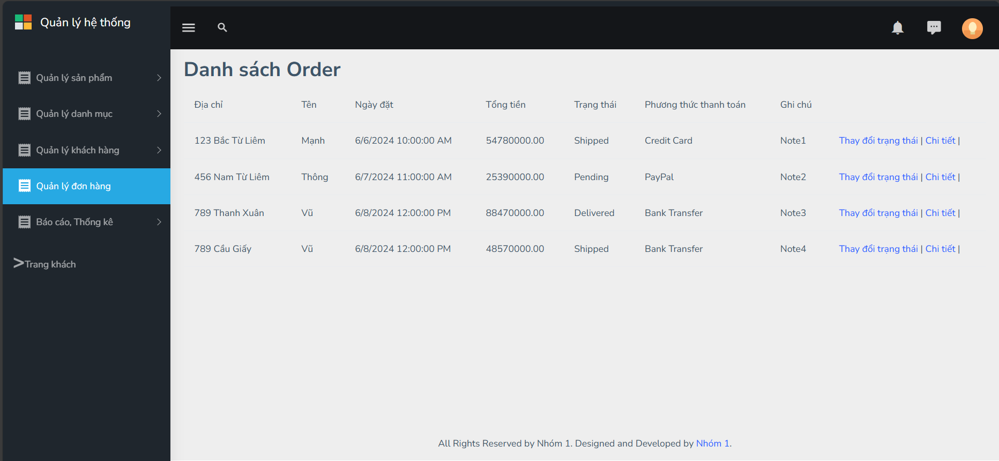 Quản lý hệ thống
Quản lý sản phẩm
Quản lý danh mục
Quản lý khách hàng
Quản lý đơn hàng
Báo cáo, Thống kê
>Trang khách
Danh sách Order
Địa chỉ Tên Ngày đặt Tổng tiền Trạng thái Phương thức thanh toán Ghi chú
123 Bắc Từ Liêm Mạnh 6/6/2024 10:00:00 AM 54780000.00 Shipped Credit Card Note1 Thay đổi trạng thái | Chi tiết |
456 Nam Từ Liêm Thông 6/7/2024 11:00:00 AM 25390000.00 Pending PayPal Note2 Thay đổi trạng thái | Chi tiết |
789 Thanh Xuân Vũ 6/8/2024 12:00:00 PM 88470000.00 Delivered Bank Transfer Note3 Thay đổi trạng thái | Chi tiết |
789 Cầu Giấy Vũ 6/8/2024 12:00:00 PM 48570000.00 Shipped Bank Transfer Note4 Thay đổi trạng thái | Chi tiết |
All Rights Reserved by Nhóm 1. Designed and Developed by Nhóm 1.